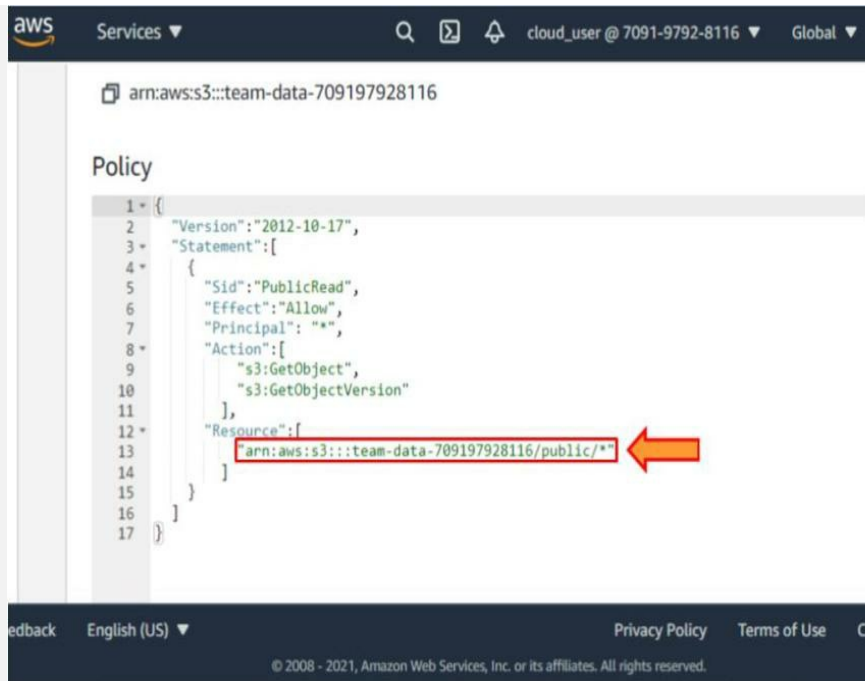 aws
Services ▼
cloud_user @ 7091-9792-8116 ▼
Global ▼
arn:aws:s3:::team-data-709197928116
Policy
1 {
2 "Version":"2012-10-17",
3 "Statement":[
4 {
5 "Sid":"PublicRead",
6 "Effect":"Allow",
7 "Principal": "*",
8 "Action":[
9 "s3:GetObject",
10 "s3:GetObjectVersion"
11 ],
12 "Resource":[
13 "arn:aws:s3:::team-data-709197928116/public/*"
14 ]
15 }
16 ]
17 }
edback
English (US) ▼
Privacy Policy
Terms of Use
C
© 2008 - 2021, Amazon Web Services, Inc. or its affiliates. All rights reserved.